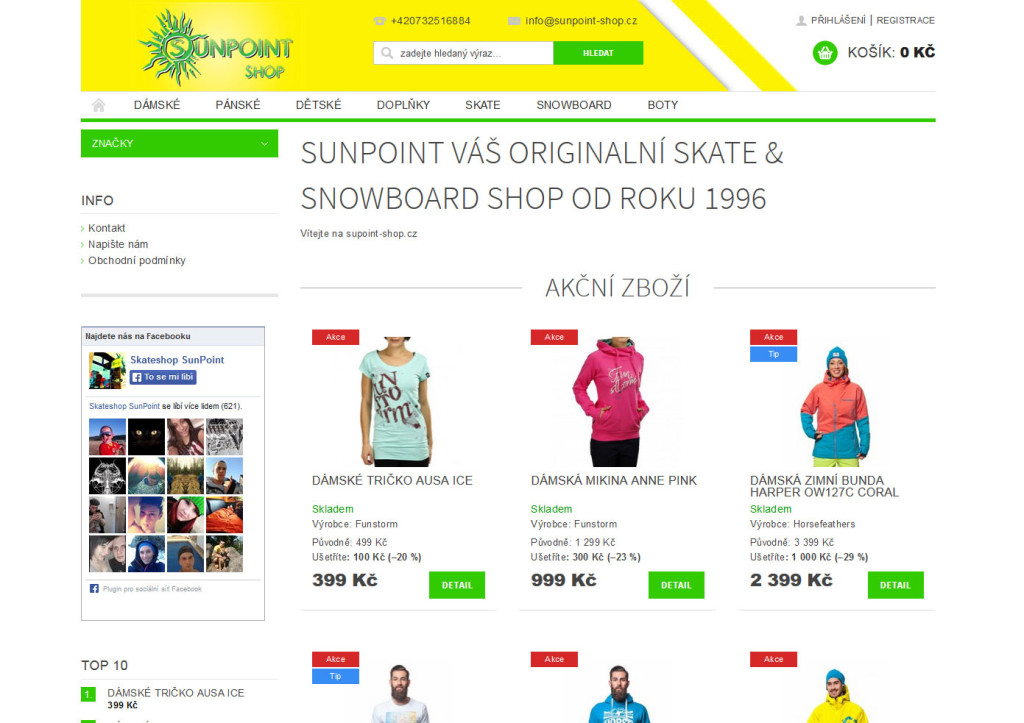 SUNPOINT
SHOP
+420732516884
info@sunpoint-shop.cz
PŘIHLÁŠENÍ | REGISTRACE
zadejte hledaný výraz...
HLEDAT
KOŠÍK: 0 KČ
DÁMSKÉ
PÁNSKÉ
DĚTSKÉ
DOPLŇKY
SKATE
SNOWBOARD
BOTY
ZNAČKY
INFO
Kontakt
Napište nám
Obchodní podmínky
Najdete nás na Facebooku
Skateshop SunPoint
To se mi líbí
Skateshop SunPoint se líbí více lidem (621).
Plugin pro sociální síť Facebook
TOP 10
1
DÁMSKÉ TRIČKO AUSA ICE
399 Kč
SUNPOINT VÁŠ ORIGINALNÍ SKATE &
SNOWBOARD SHOP OD ROKU 1996
Vítejte na supoint-shop.cz
AKČNÍ ZBOŽÍ
Akce
DÁMSKÉ TRIČKO AUSA ICE
Skladem
Výrobce: Funstorm
Původně: 499 Kč
Ušetříte: 100 Kč (–20 %)
399 Kč
DETAIL
Akce
DÁMSKÁ MIKINA ANNE PINK
Skladem
Výrobce: Funstorm
Původně: 1 299 Kč
Ušetříte: 300 Kč (–23 %)
999 Kč
DETAIL
Akce
Tip
DÁMSKÁ ZIMNÍ BUNDA
HARPER OW127C CORAL
Skladem
Výrobce: Horsefeathers
Původně: 3 399 Kč
Ušetříte: 1 000 Kč (–29 %)
2 399 Kč
DETAIL
Akce
Tip
Akce
Akce